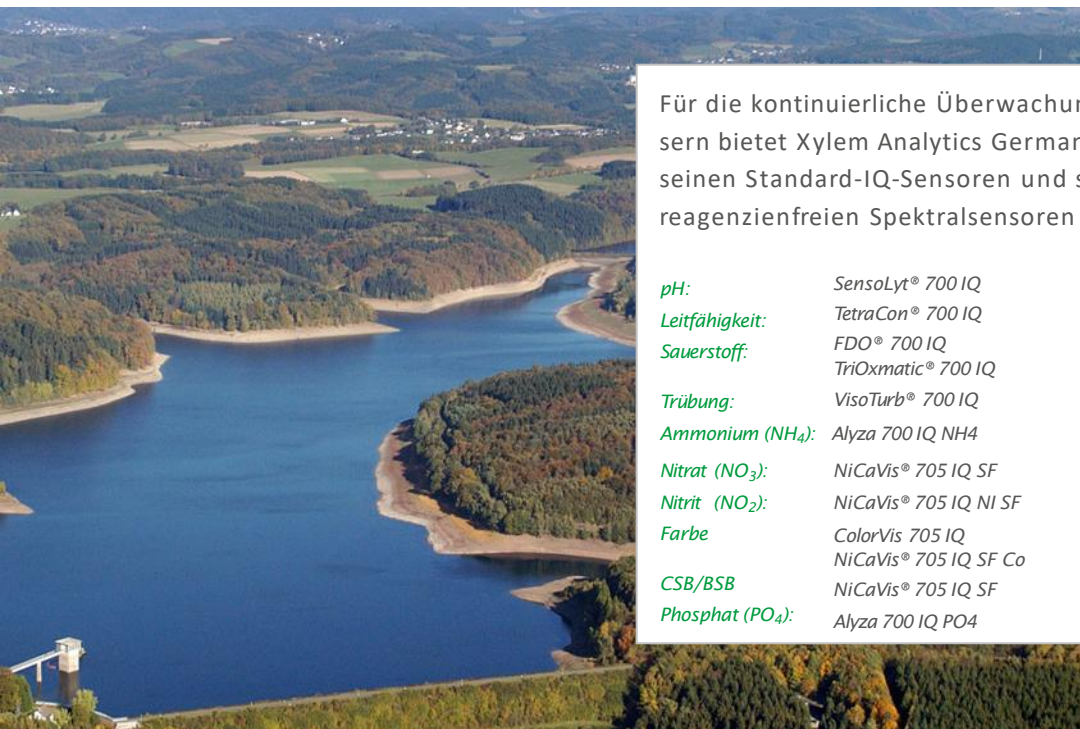 Für die kontinuierliche
sern bietet Xylem Analytics
seinen Standard-IQ-Sensoren und
reagenzienfreien Spektralsensoren
pH: SensoLyt® 700 IQ
Leitfähigkeit: TetraCon® 700 IQ
Sauerstoff: FDO® 700 IQ
TriOxmatic® 700 IQ
Trübung: VisoTurb® 700 IQ
Ammonium (NH₄): Alyza 700 IQ NH4
Nitrat (NO₃): NiCaVis® 705 IQ SF
Nitrit (NO₂): NiCaVis® 705 IQ NI SF
Farbe ColorVis 705 IQ
NiCaVis® 705 IQ SF Co
CSB/BSB NiCaVis® 705 IQ SF
Phosphat (PO₄): Alyza 700 IQ PO4